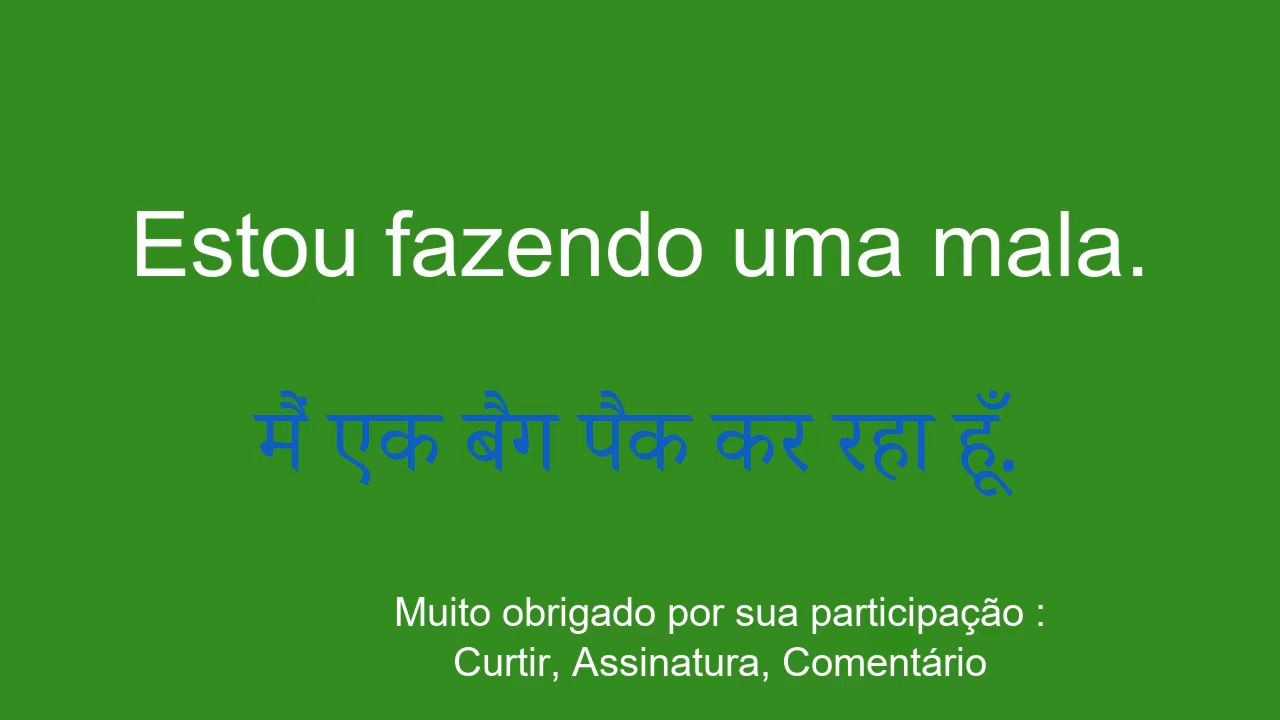 Estou fazendo uma mala.
मैं एक बैग पैक कर रहा हूँ.
Muito obrigado por sua participação :
Curtir, Assinatura, Comentário